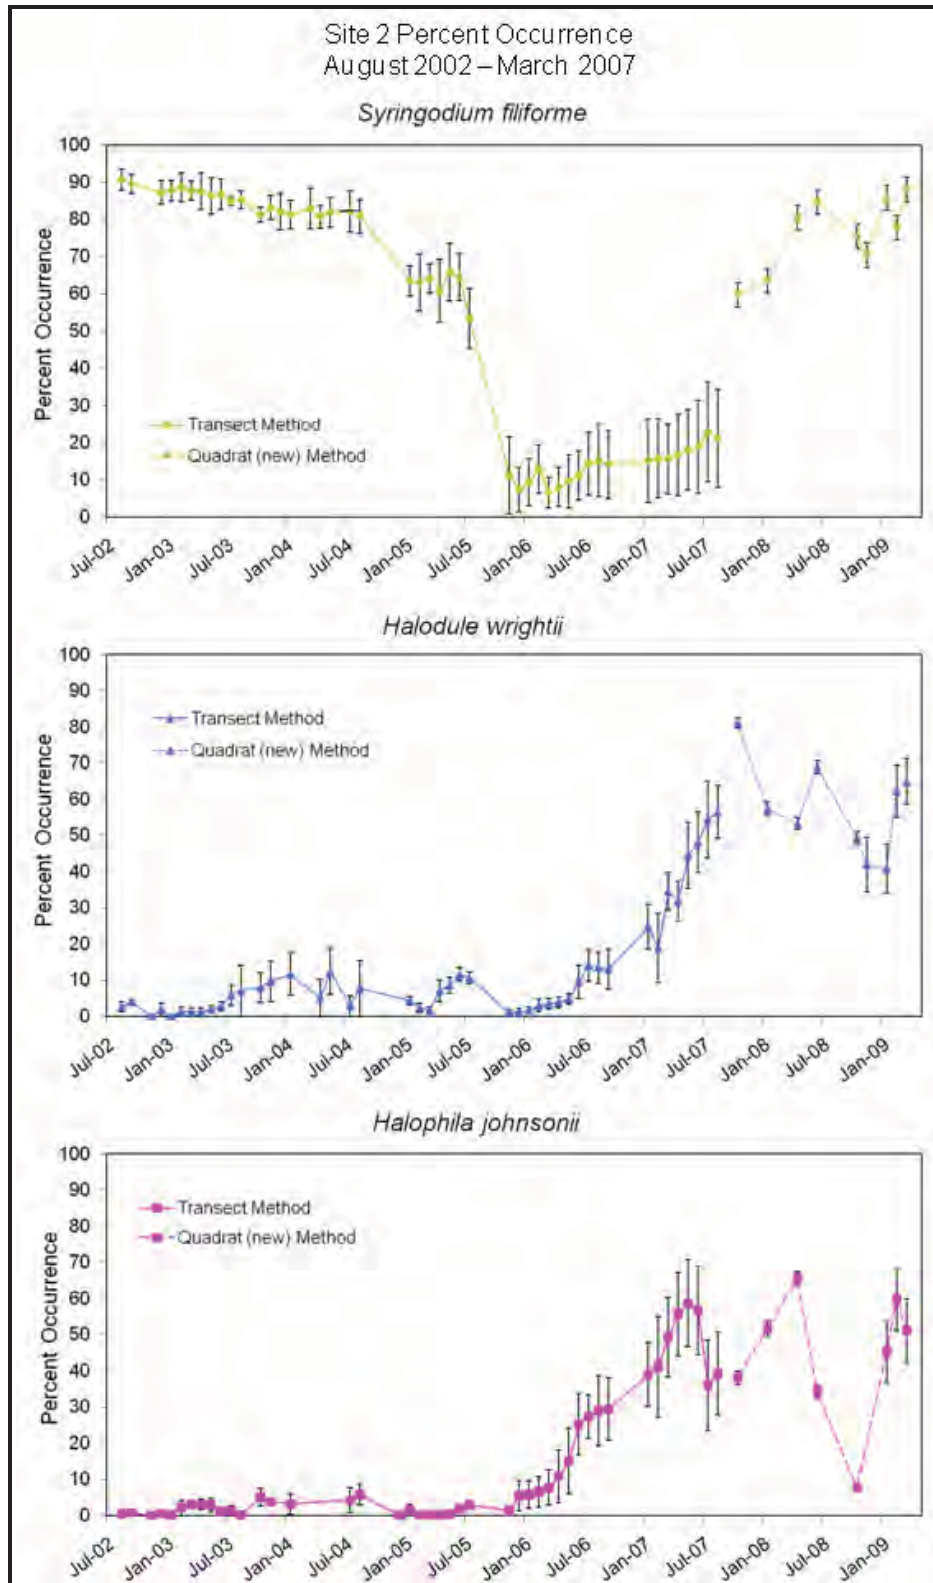 Site 2 Percent Occurrence
August 2002 – March 2007
Syringodium filiforme
100
90
80
70
60
50
40
30
20
10
0
Percent Occurrence
Transect Method
Quadrat (new) Method
Jul-02 Jan-03 Jul-03 Jan-04 Jul-04 Jan-05 Jul-05 Jan-06 Jul-06 Jan-07 Jul-07 Jan-08 Jul-08 Jan-09
Halodule wrightii
100
90
80
70
60
50
40
30
20
10
0
Percent Occurrence
Transect Method
Quadrat (new) Method
Jul-02 Jan-03 Jul-03 Jan-04 Jul-04 Jan-05 Jul-05 Jan-06 Jul-06 Jan-07 Jul-07 Jan-08 Jul-08 Jan-09
Halophila johnsonii
100
90
80
70
60
50
40
30
20
10
0
Percent Occurrence
Transect Method
Quadrat (new) Method
Jul-02 Jan-03 Jul-03 Jan-04 Jul-04 Jan-05 Jul-05 Jan-06 Jul-06 Jan-07 Jul-07 Jan-08 Jul-08 Jan-09